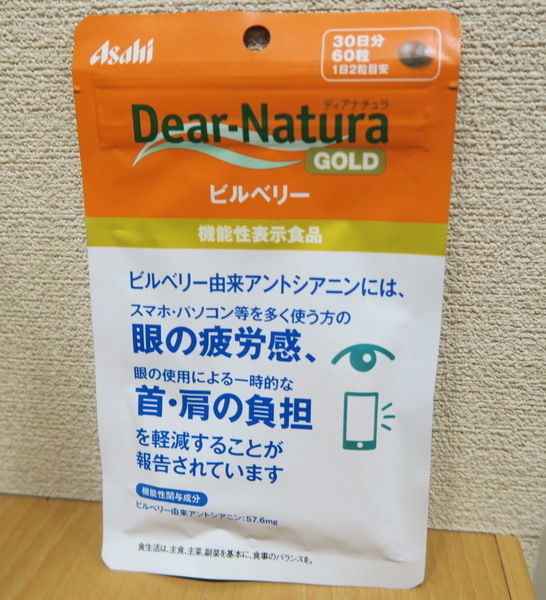 Asahi
30日分
60粒
1日2粒目安
ディアナチュラ
Dear-Natura
GOLD
ビルベリー
機能性表示食品
ビルベリー由来アントシアニンには、
スマホ・パソコン等を多く使う方の
眼の疲労感、
眼の使用による一時的な
首・肩の負担
を軽減することが
報告されています
機能性関与成分
ビルベリー由来アントシアニン:57.6mg
食生活は、主食、主菜、副菜を基本に、食事のバランスを。